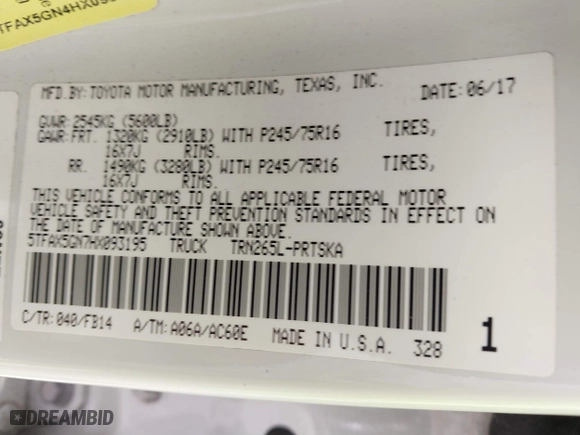 TFAX5GN4HX09
MFD.BY:TOYOTA MOTOR MANUFACTURING, TEXAS, INC. DATE:06/17
GVWR:2545KG (5600LB)
GAWR:FRT. 1320KG (2910LB) WITH P245/75R16 TIRES,
16X7J RIMS.
RR. 1490KG (3280LB) WITH P245/75R16 TIRES,
16X7J RIMS.
THIS VEHICLE CONFORMS TO ALL APPLICABLE FEDERAL MOTOR
VEHICLE SAFETY AND THEFT PREVENTION STANDARDS IN EFFECT ON
THE DATE OF MANUFACTURE SHOWN ABOVE.
5TFAX5GN7HX093195 TRUCK TRN265L-PRTSKA
C/TR:040/FB14 A/TM:A06A/AC60E MADE IN U.S.A. 328 1
DREAMBID